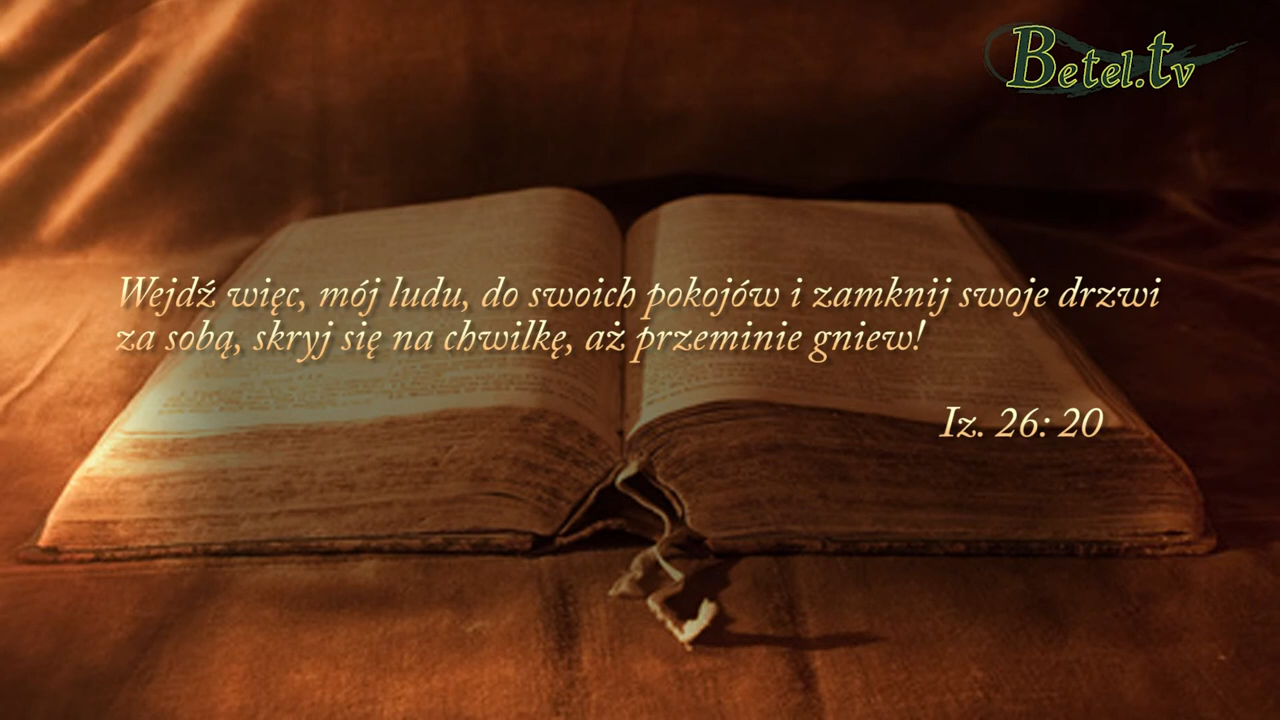 Betel.tv
Wejdź więc, mój ludu, do swoich pokojów i zamknij swoje drzwi
za sobą, skryj się na chwilkę, aż przeminie gniew!
Iz. 26: 20